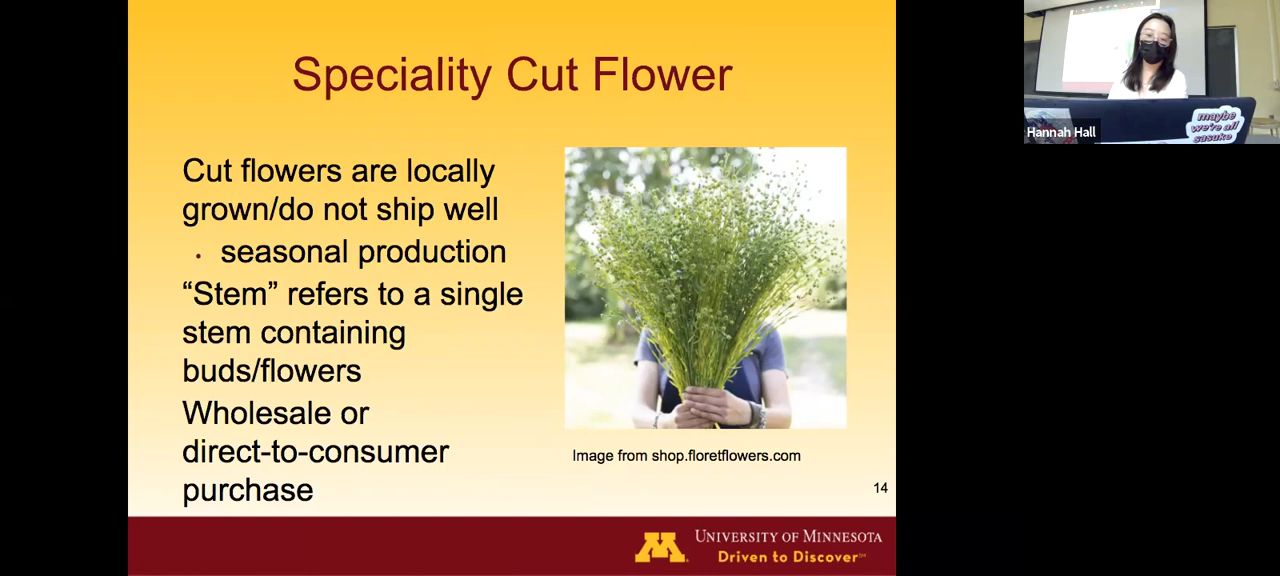 Speciality Cut Flower
Cut flowers are locally
grown/do not ship well
• seasonal production
“Stem” refers to a single
stem containing
buds/flowers
Wholesale or
direct-to-consumer
purchase
Image from shop.floretflowers.com
14
M
UNIVERSITY OF MINNESOTA
Driven to Discover℠
Hannah Hall
maybe
we're all
sasuke